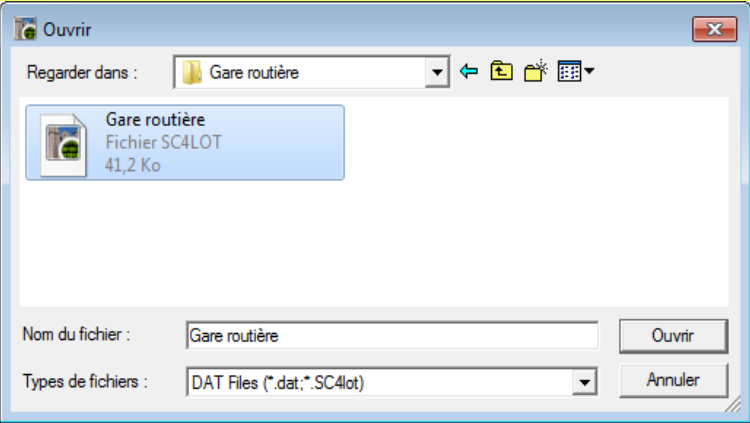 Ouvrir
Regarder dans :
Gare routière
Gare routière
Fichier SC4LOT
41,2 Ko
Nom du fichier :
Gare routière
Ouvrir
Types de fichiers :
DAT Files (*.dat;*.SC4lot)
Annuler